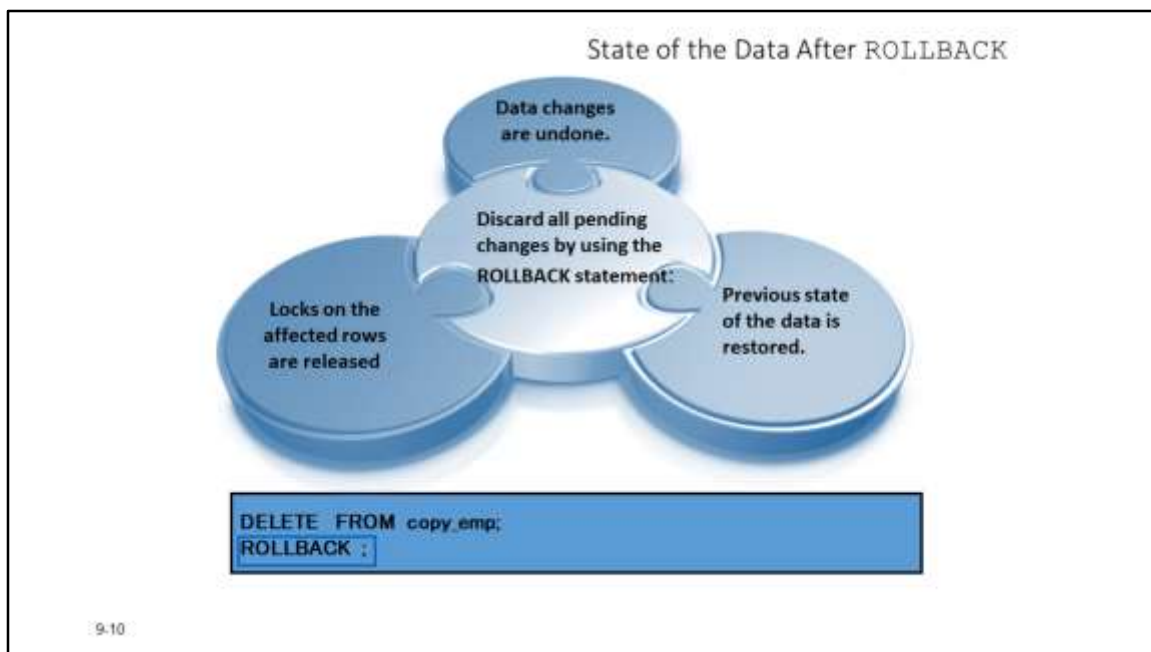 State of the Data After ROLLBACK
Data changes
are undone.
Discard all pending
changes by using the
ROLLBACK statement:
Locks on the
affected rows
are released
Previous state
of the data is
restored.
DELETE FROM copy_emp;
ROLLBACK ;
9-10